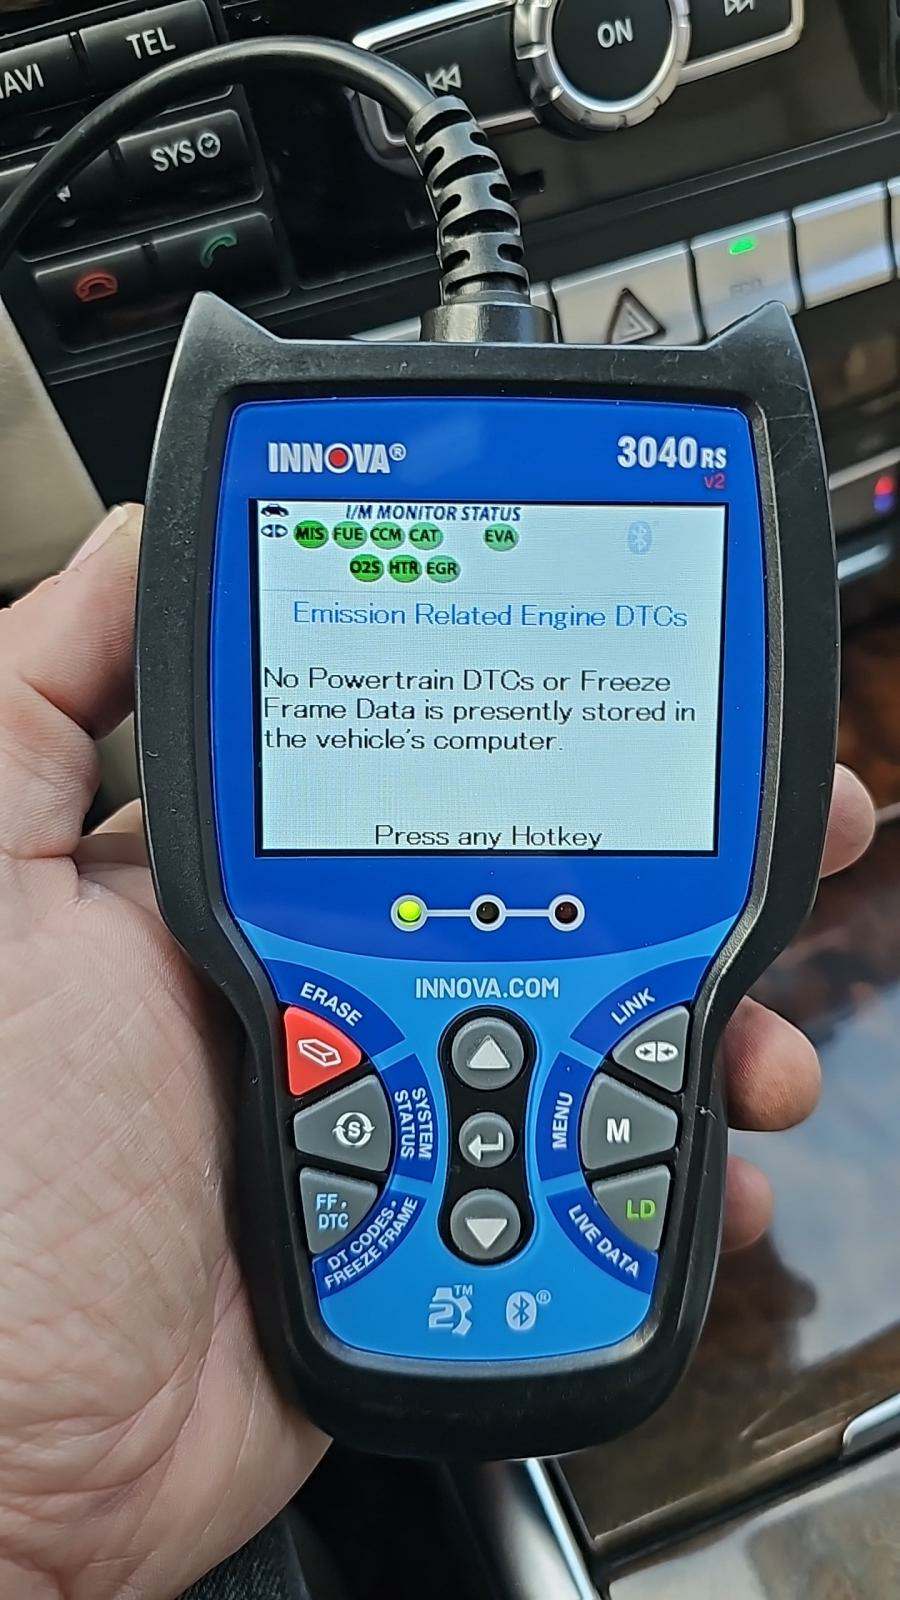 TEL
NAVI
ON
SYS
INNOVA®
3040RS
v2
I/M MONITOR STATUS
MIS FUE CCM CAT EVA
O2S HTR EGR
Emission Related Engine DTCs
No Powertrain DTCs or Freeze
Frame Data is presently stored in
the vehicle's computer.
Press any Hotkey
INNOVA.COM
ERASE
LINK
SYSTEM
STATUS
S
MENU
M
FF.
DTC
DT CODES•
FREEZE FRAME
LD
LIVE DATA
2 TM
®